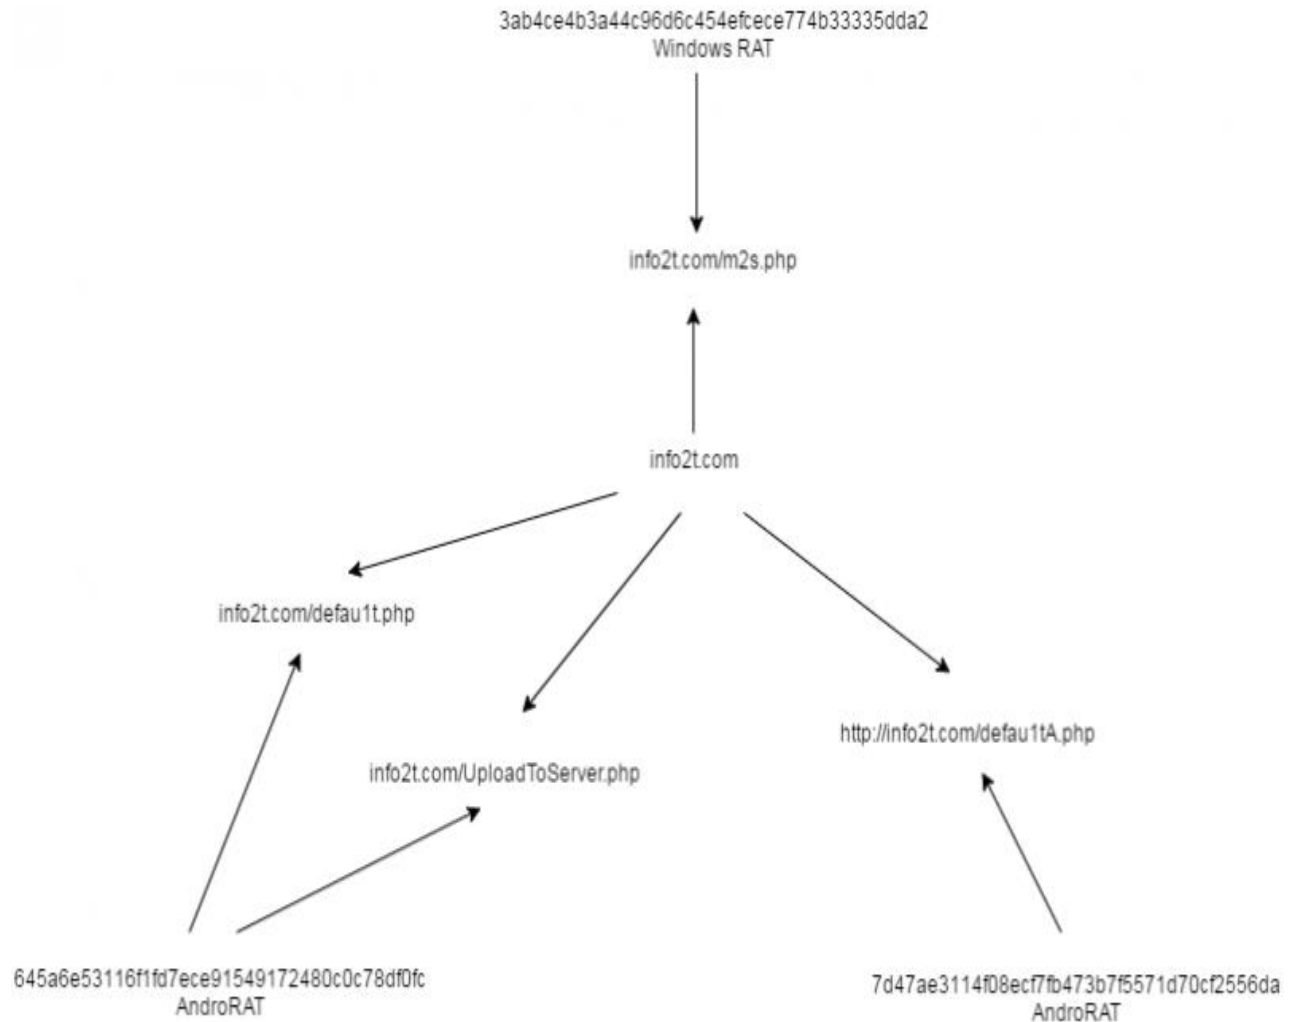 3ab4ce4b3a44c96d6c454efcece774b33335dda2
Windows RAT
info2t.com/m2s.php
info2t.com
info2t.com/defau1t.php
info2t.com/UploadToServer.php
http://info2t.com/defau1tA.php
645a6e53116f1fd7ece91549172480c0c78df0fc
AndroRAT
7d47ae3114f08ecf7fb473b7f5571d70cf2556da
AndroRAT